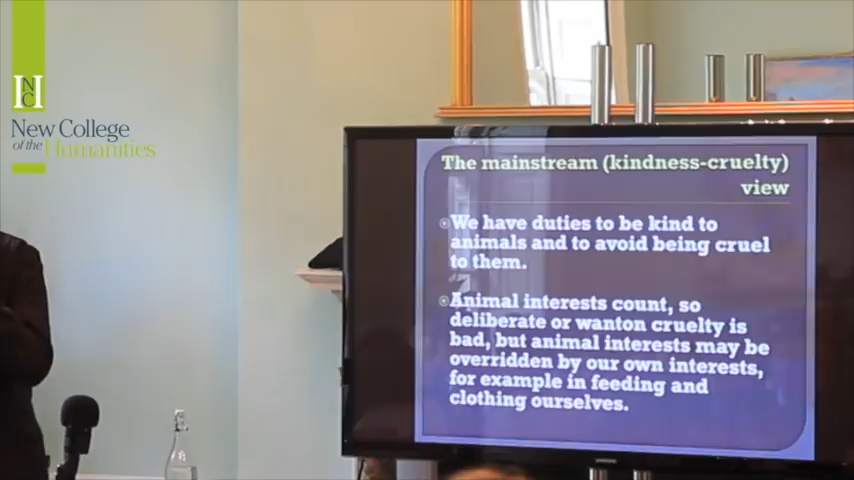 NC
H
New College
of the Humanities
The mainstream (kindness-cruelty)
view
We have duties to be kind to
animals and to avoid being cruel
to them.
Animal interests count, so
deliberate or wanton cruelty is
bad, but animal interests may be
overridden by our own interests,
for example in feeding and
clothing ourselves.
SAMSUNG